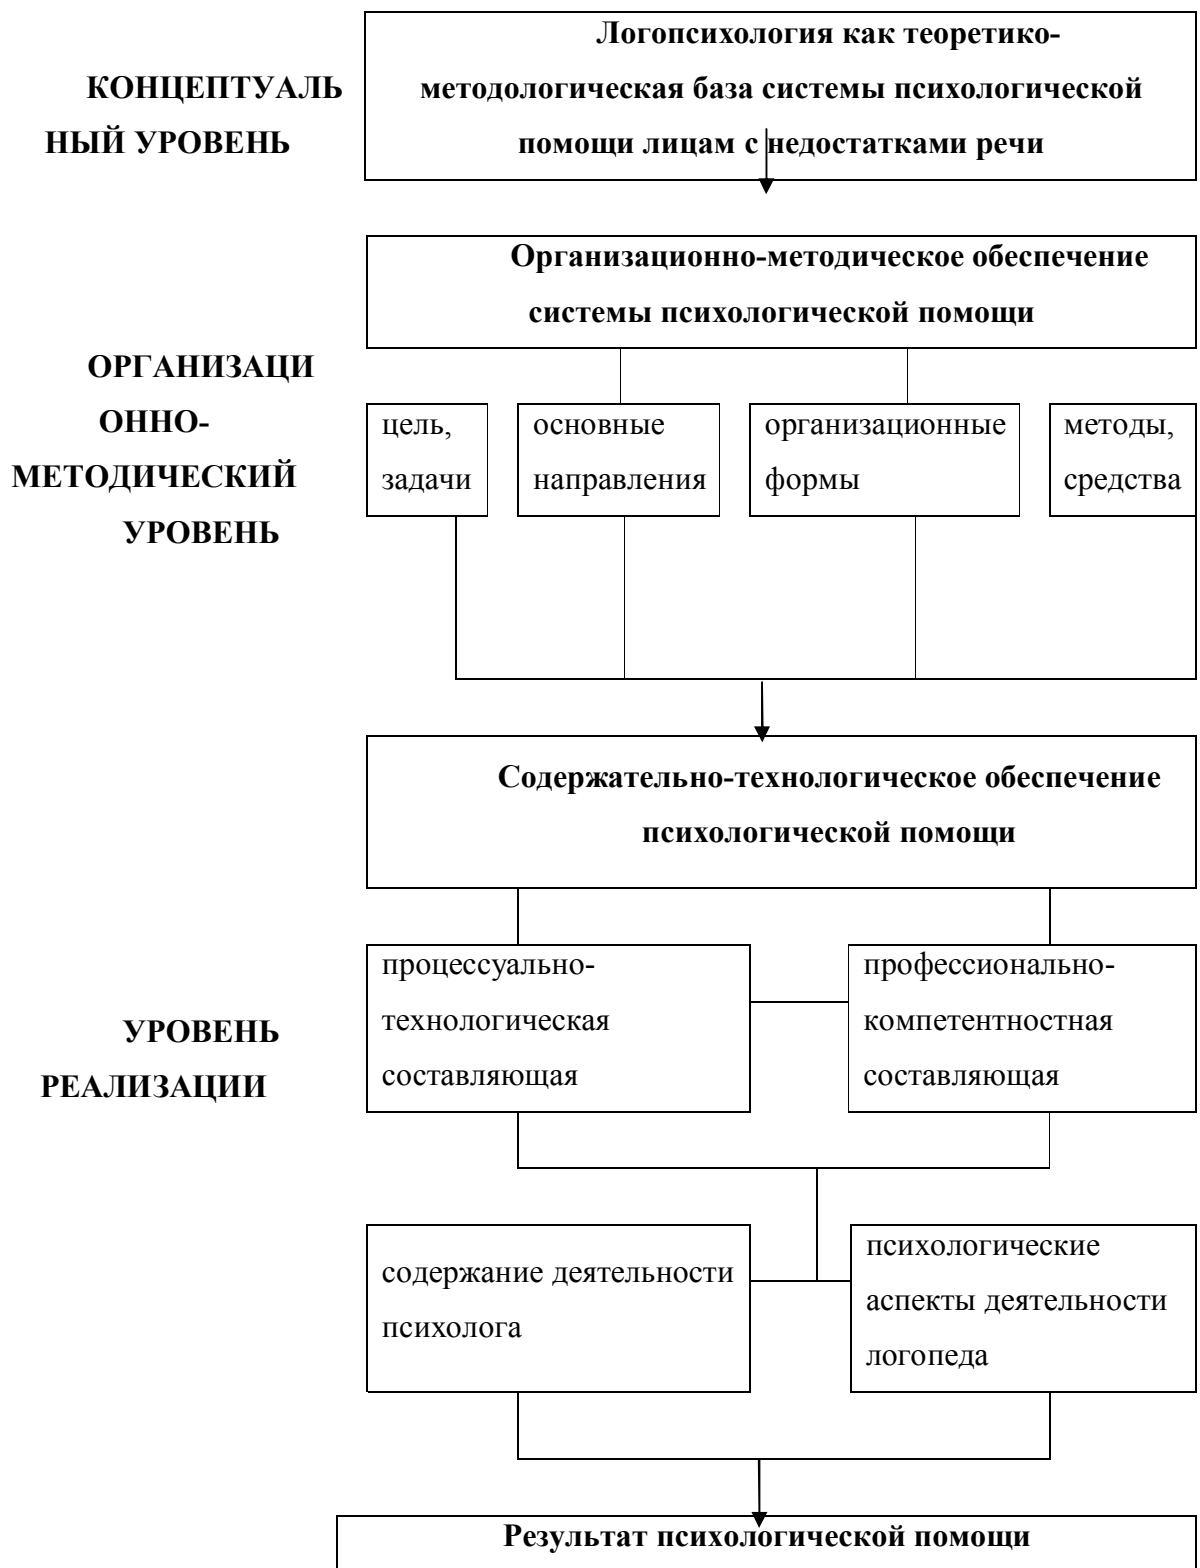 КОНЦЕПТУАЛЬ
НЫЙ УРОВЕНЬ
Логопсихология как теоретико-
методологическая база системы психологической
помощи лицам с недостатками речи
Организационно-методическое обеспечение
системы психологической помощи
ОРГАНИЗАЦИ
ОННО-
МЕТОДИЧЕСКИЙ
УРОВЕНЬ
цель,
задачи
основные
направления
организационные
формы
методы,
средства
Содержательно-технологическое обеспечение
психологической помощи
УРОВЕНЬ
РЕАЛИЗАЦИИ
процессуально-
технологическая
составляющая
профессионально-
компетентностная
составляющая
содержание деятельности
психолога
психологические
аспекты деятельности
логопеда
Результат психологической помощи